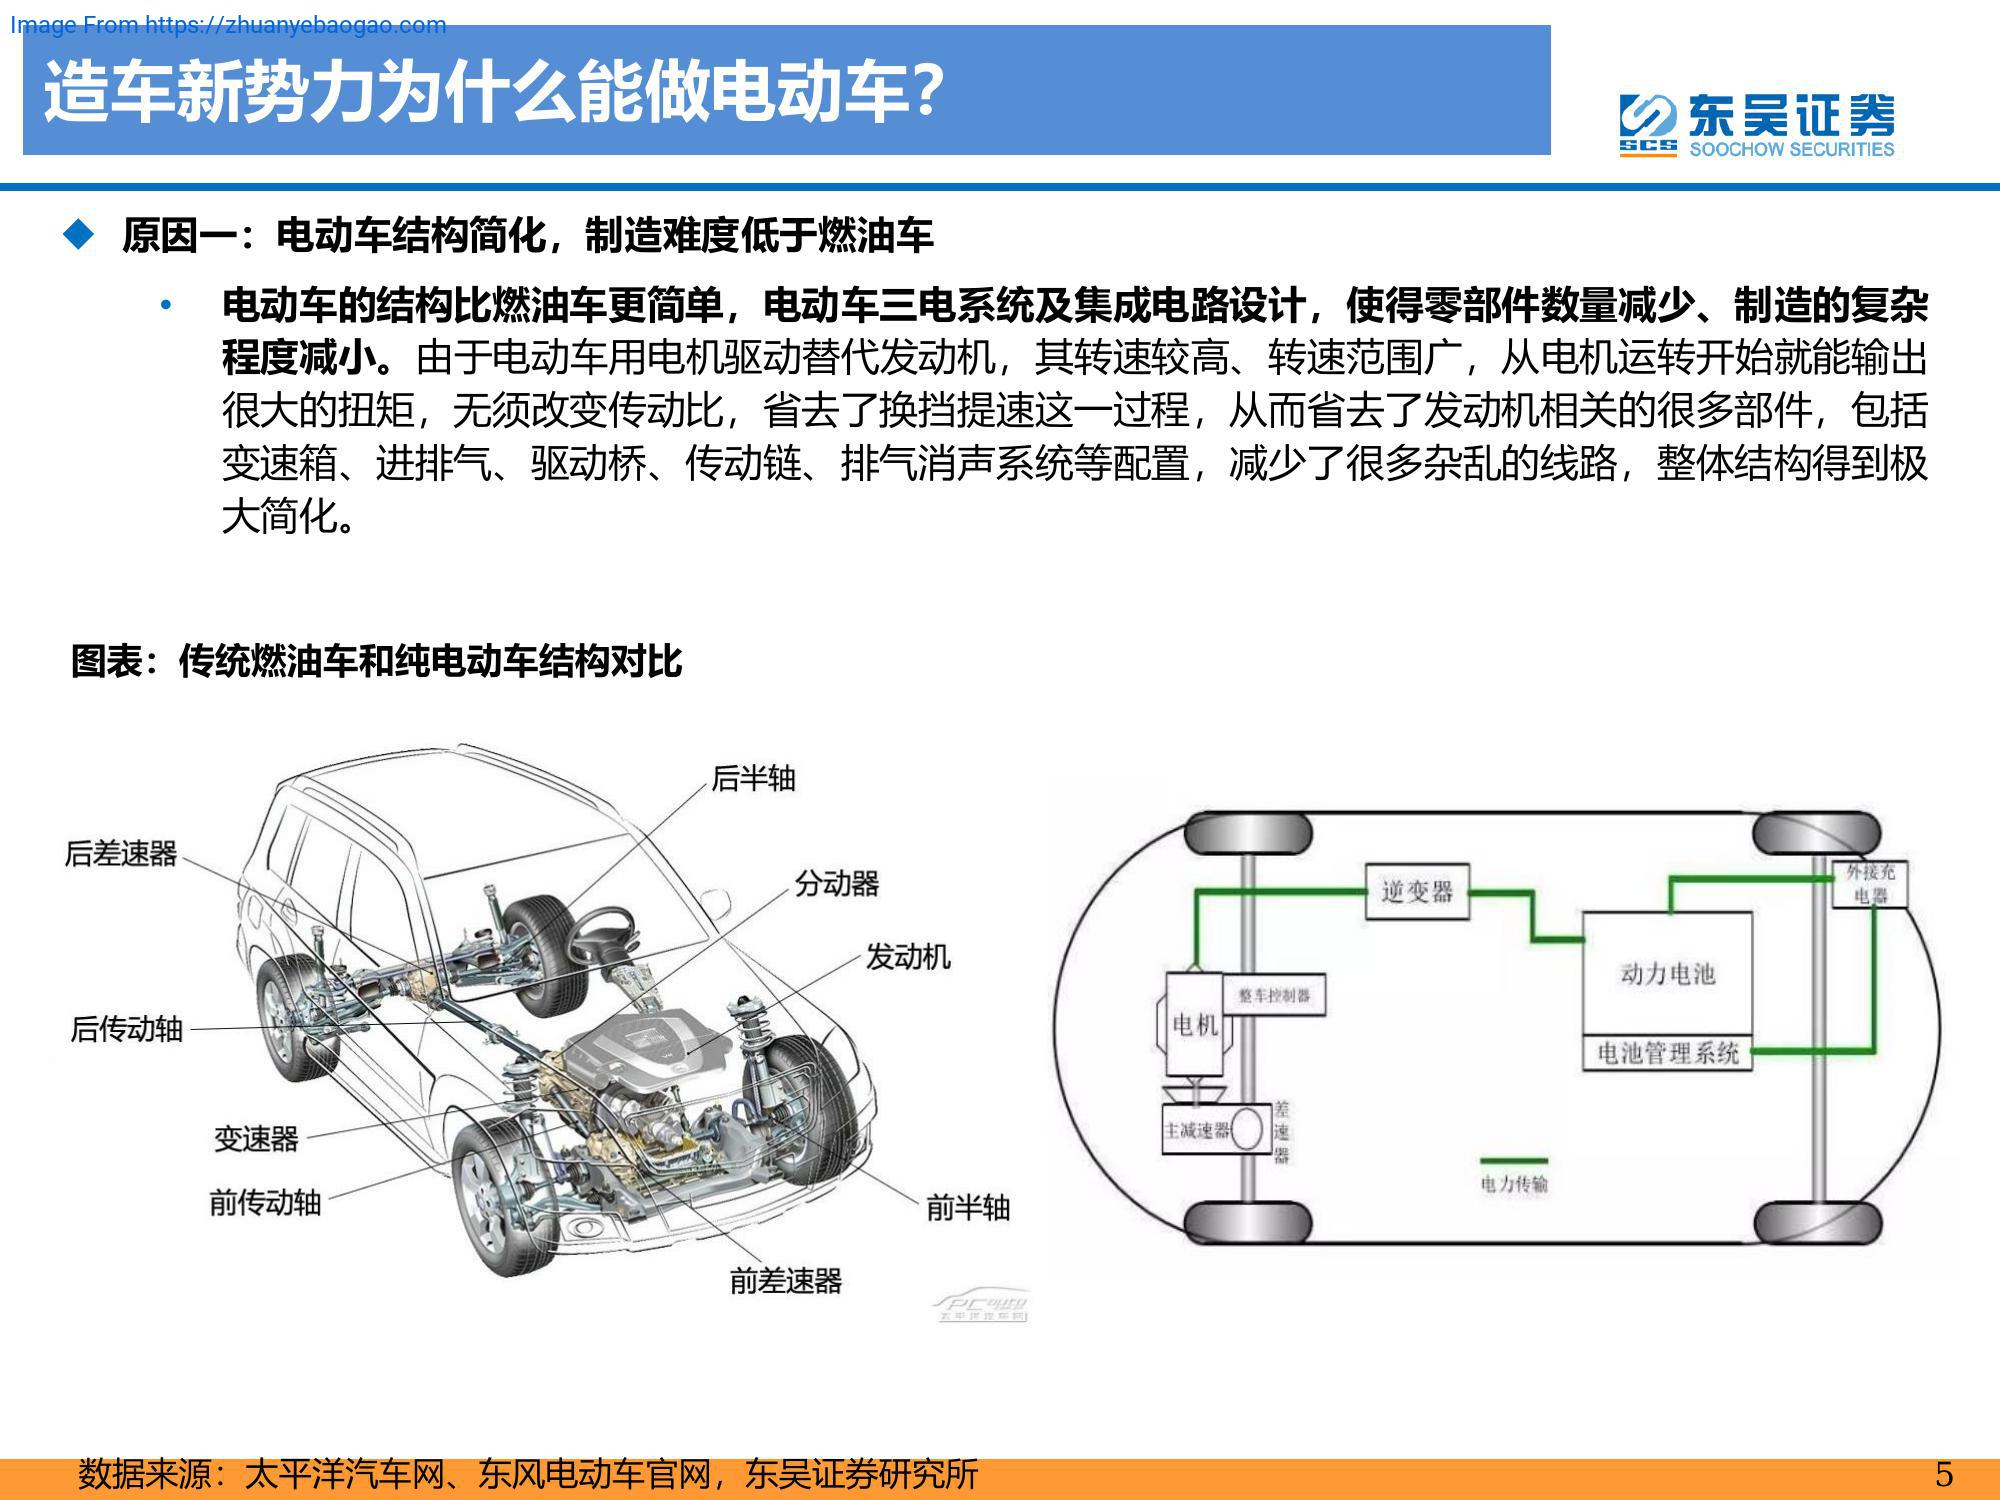 Image From https://zhuanyebaogao.com
造车新势力为什么能做电动车？
东吴证券
SCS
SOOCHOW SECURITIES
原因一：电动车结构简化，制造难度低于燃油车
电动车的结构比燃油车更简单，电动车三电系统及集成电路设计，使得零部件数量减少、制造的复杂
程度减小。由于电动车用电机驱动替代发动机，其转速较高、转速范围广，从电机运转开始就能输出
很大的扭矩，无须改变传动比，省去了换挡提速这一过程，从而省去了发动机相关的很多部件，包括
变速箱、进排气、驱动桥、传动链、排气消声系统等配置，减少了很多杂乱的线路，整体结构得到极
大简化。
图表：传统燃油车和纯电动车结构对比
后半轴
后差速器
分动器
发动机
后传动轴
变速器
前传动轴
前半轴
前差速器
太平洋汽车网
外接充
电器
逆变器
动力电池
整车控制器
电机
电池管理系统
主减速器
差
速
器
电力传输
数据来源：太平洋汽车网、东风电动车官网，东吴证券研究所
5